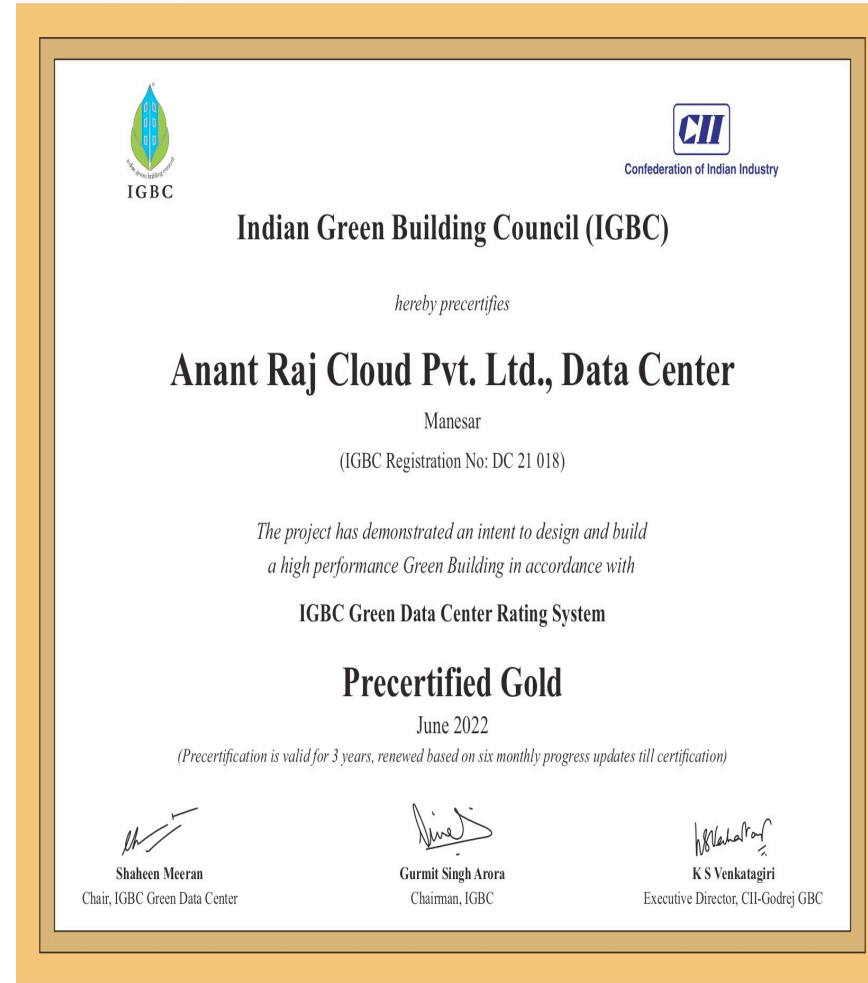 IGBC
CII
Confederation of Indian Industry
Indian Green Building Council (IGBC)
hereby precertifies
Anant Raj Cloud Pvt. Ltd., Data Center
Manesar
(IGBC Registration No: DC 21 018)
The project has demonstrated an intent to design and build
a high performance Green Building in accordance with
IGBC Green Data Center Rating System
Precertified Gold
June 2022
(Precertification is valid for 3 years, renewed based on six monthly progress updates till certification)
Shaheen Meeran
Chair, IGBC Green Data Center
Gurmit Singh Arora
Chairman, IGBC
K S Venkatagiri
Executive Director, CII-Godrej GBC